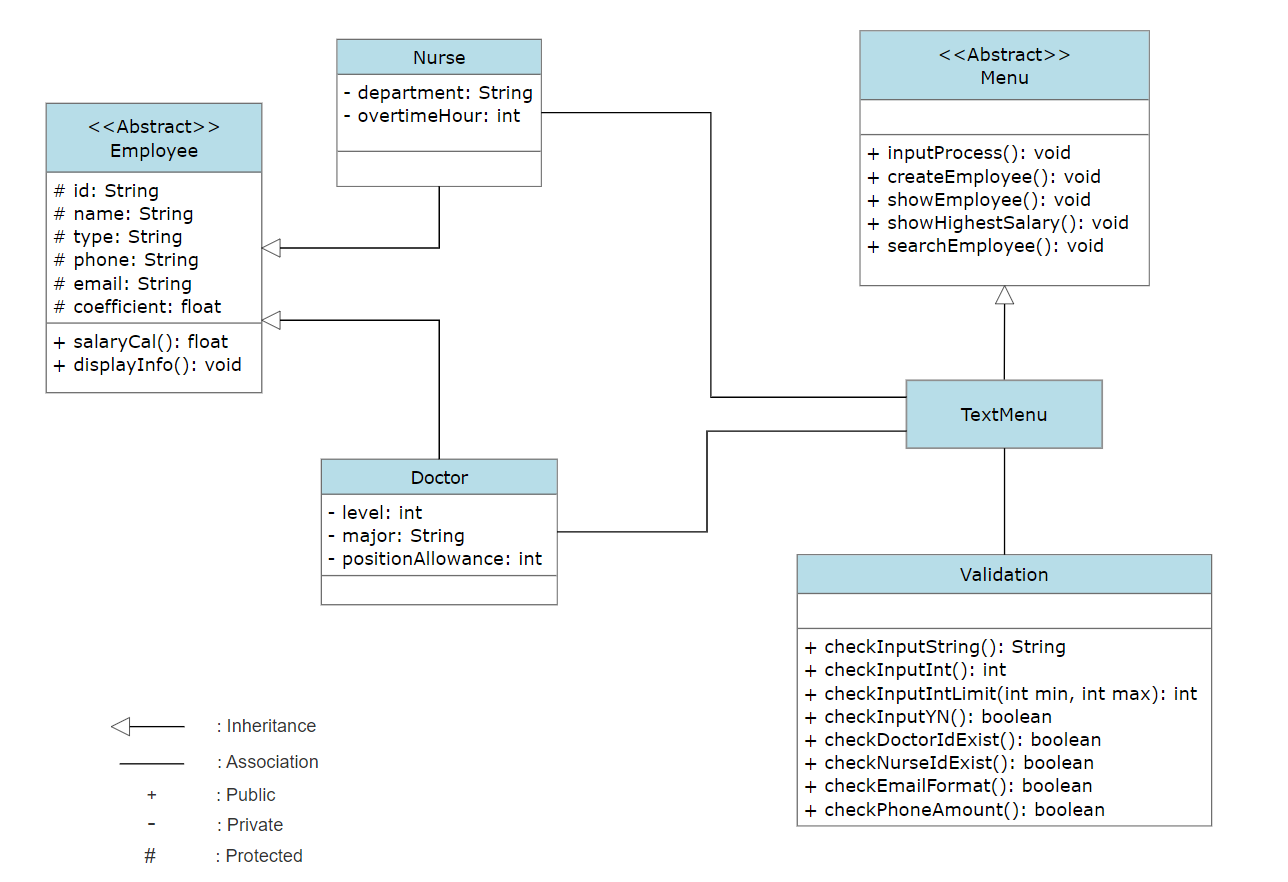 Nurse
- department: String
- overtimeHour: int
<<Abstract>>
Menu
+ inputProcess(): void
+ createEmployee(): void
+ showEmployee(): void
+ showHighestSalary(): void
+ searchEmployee(): void
<<Abstract>>
Employee
# id: String
# name: String
# type: String
# phone: String
# email: String
# coefficient: float
+ salaryCal(): float
+ displayInfo(): void
TextMenu
Doctor
- level: int
- major: String
- positionAllowance: int
Validation
+ checkInputString(): String
+ checkInputInt(): int
+ checkInputIntLimit(int min, int max): int
+ checkInputYN(): boolean
+ checkDoctorIdExist(): boolean
+ checkNurseIdExist(): boolean
+ checkEmailFormat(): boolean
+ checkPhoneAmount(): boolean
: Inheritance
: Association
+ : Public
- : Private
# : Protected